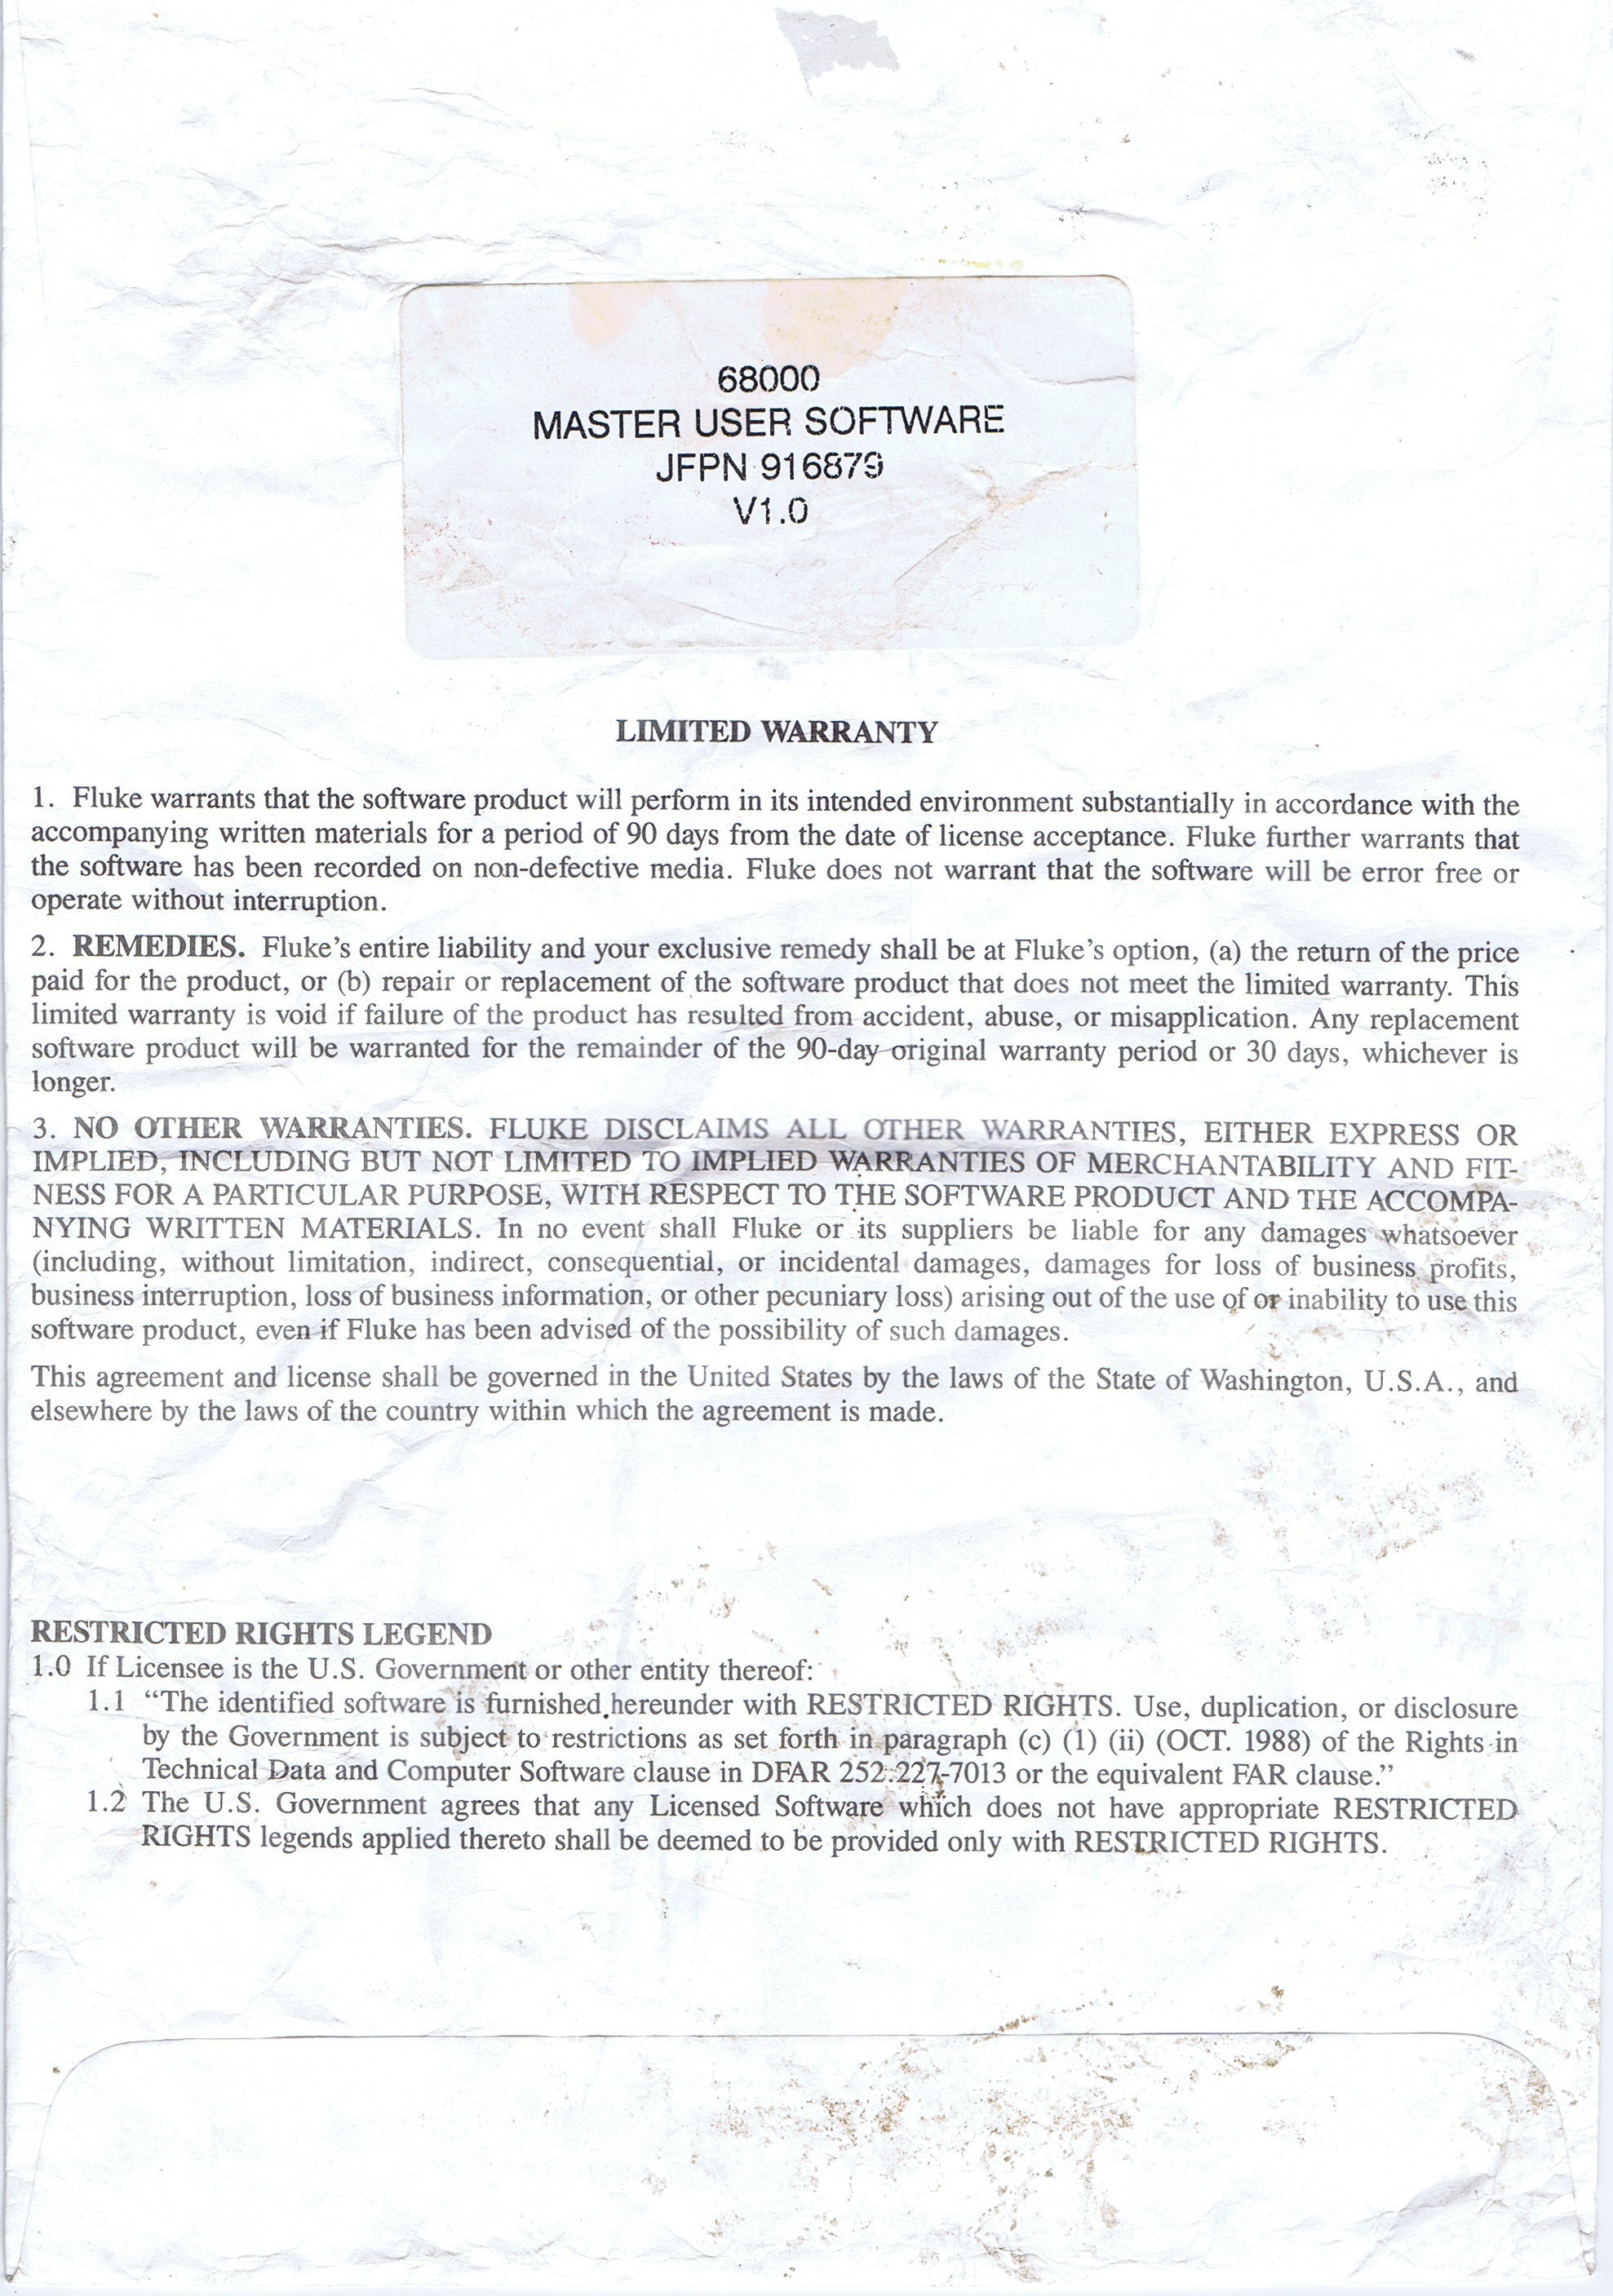 68000
MASTER USER SOFTWARE
JFPN 916879
V1.0
LIMITED WARRANTY
1. Fluke warrants that the software product will perform in its intended environment substantially in accordance with the
accompanying written materials for a period of 90 days from the date of license acceptance. Fluke further warrants that
the software has been recorded on non-defective media. Fluke does not warrant that the software will be error free or
operate without interruption.
2. REMEDIES. Fluke's entire liability and your exclusive remedy shall be at Fluke's option, (a) the return of the price
paid for the product, or (b) repair or replacement of the software product that does not meet the limited warranty. This
limited warranty is void if failure of the product has resulted from accident, abuse, or misapplication. Any replacement
software product will be warranted for the remainder of the 90-day original warranty period or 30 days, whichever is
longer.
3. NO OTHER WARRANTIES. FLUKE DISCLAIMS ALL OTHER WARRANTIES, EITHER EXPRESS OR
IMPLIED, INCLUDING BUT NOT LIMITED TO IMPLIED WARRANTIES OF MERCHANTABILITY AND FIT-
NESS FOR A PARTICULAR PURPOSE, WITH RESPECT TO THE SOFTWARE PRODUCT AND THE ACCOMPA-
NYING WRITTEN MATERIALS. In no event shall Fluke or its suppliers be liable for any damages whatsoever
(including, without limitation, indirect, consequential, or incidental damages, damages for loss of business profits,
business interruption, loss of business information, or other pecuniary loss) arising out of the use of or inability to use this
software product, even if Fluke has been advised of the possibility of such damages.
This agreement and license shall be governed in the United States by the laws of the State of Washington, U.S.A., and
elsewhere by the laws of the country within which the agreement is made.
RESTRICTED RIGHTS LEGEND
1.0 If Licensee is the U.S. Government or other entity thereof:
1.1 “The identified software is furnished hereunder with RESTRICTED RIGHTS. Use, duplication, or disclosure
by the Government is subject to restrictions as set forth in paragraph (c) (1) (ii) (OCT. 1988) of the Rights in
Technical Data and Computer Software clause in DFAR 252.227-7013 or the equivalent FAR clause.”
1.2 The U.S. Government agrees that any Licensed Software which does not have appropriate RESTRICTED
RIGHTS legends applied thereto shall be deemed to be provided only with RESTRICTED RIGHTS.